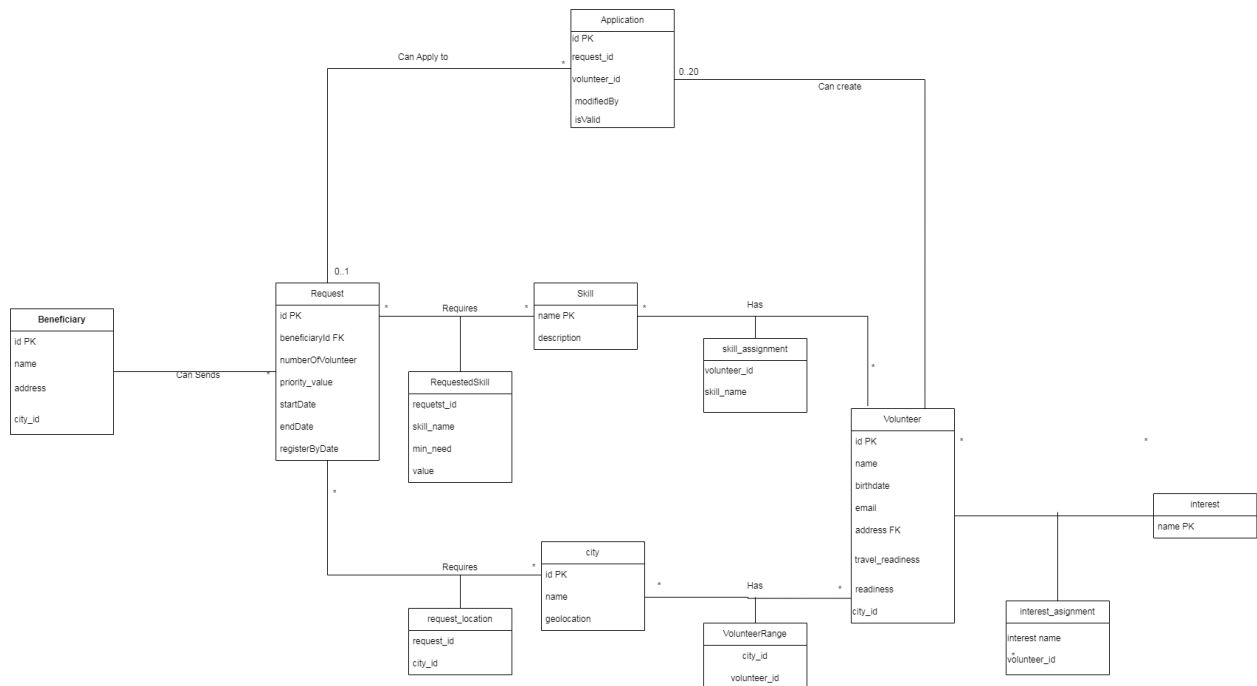 Application
id PK
request_id
volunteer_id
modifiedBy
isValid
Can Apply to
*
0..20
Can create
0..1
Request
id PK
beneficiaryId FK
numberOfVolunteer
priority_value
startDate
endDate
registerByDate
*
Requires
*
Skill
name PK
description
*
Has
*
skill_assignment
volunteer_id
skill_name
Beneficiary
id PK
name
address
city_id
Can Sends
*
RequestedSkill
requetst_id
skill_name
min_need
value
Volunteer
id PK
name
birthdate
email
address FK
travel_readiness
readiness
city_id
*
*
interest
name PK
*
Requires
*
city
id PK
name
geolocation
*
Has
*
request_location
request_id
city_id
VolunteerRange
city_id
volunteer_id
interest_asignment
interest name
*
volunteer_id